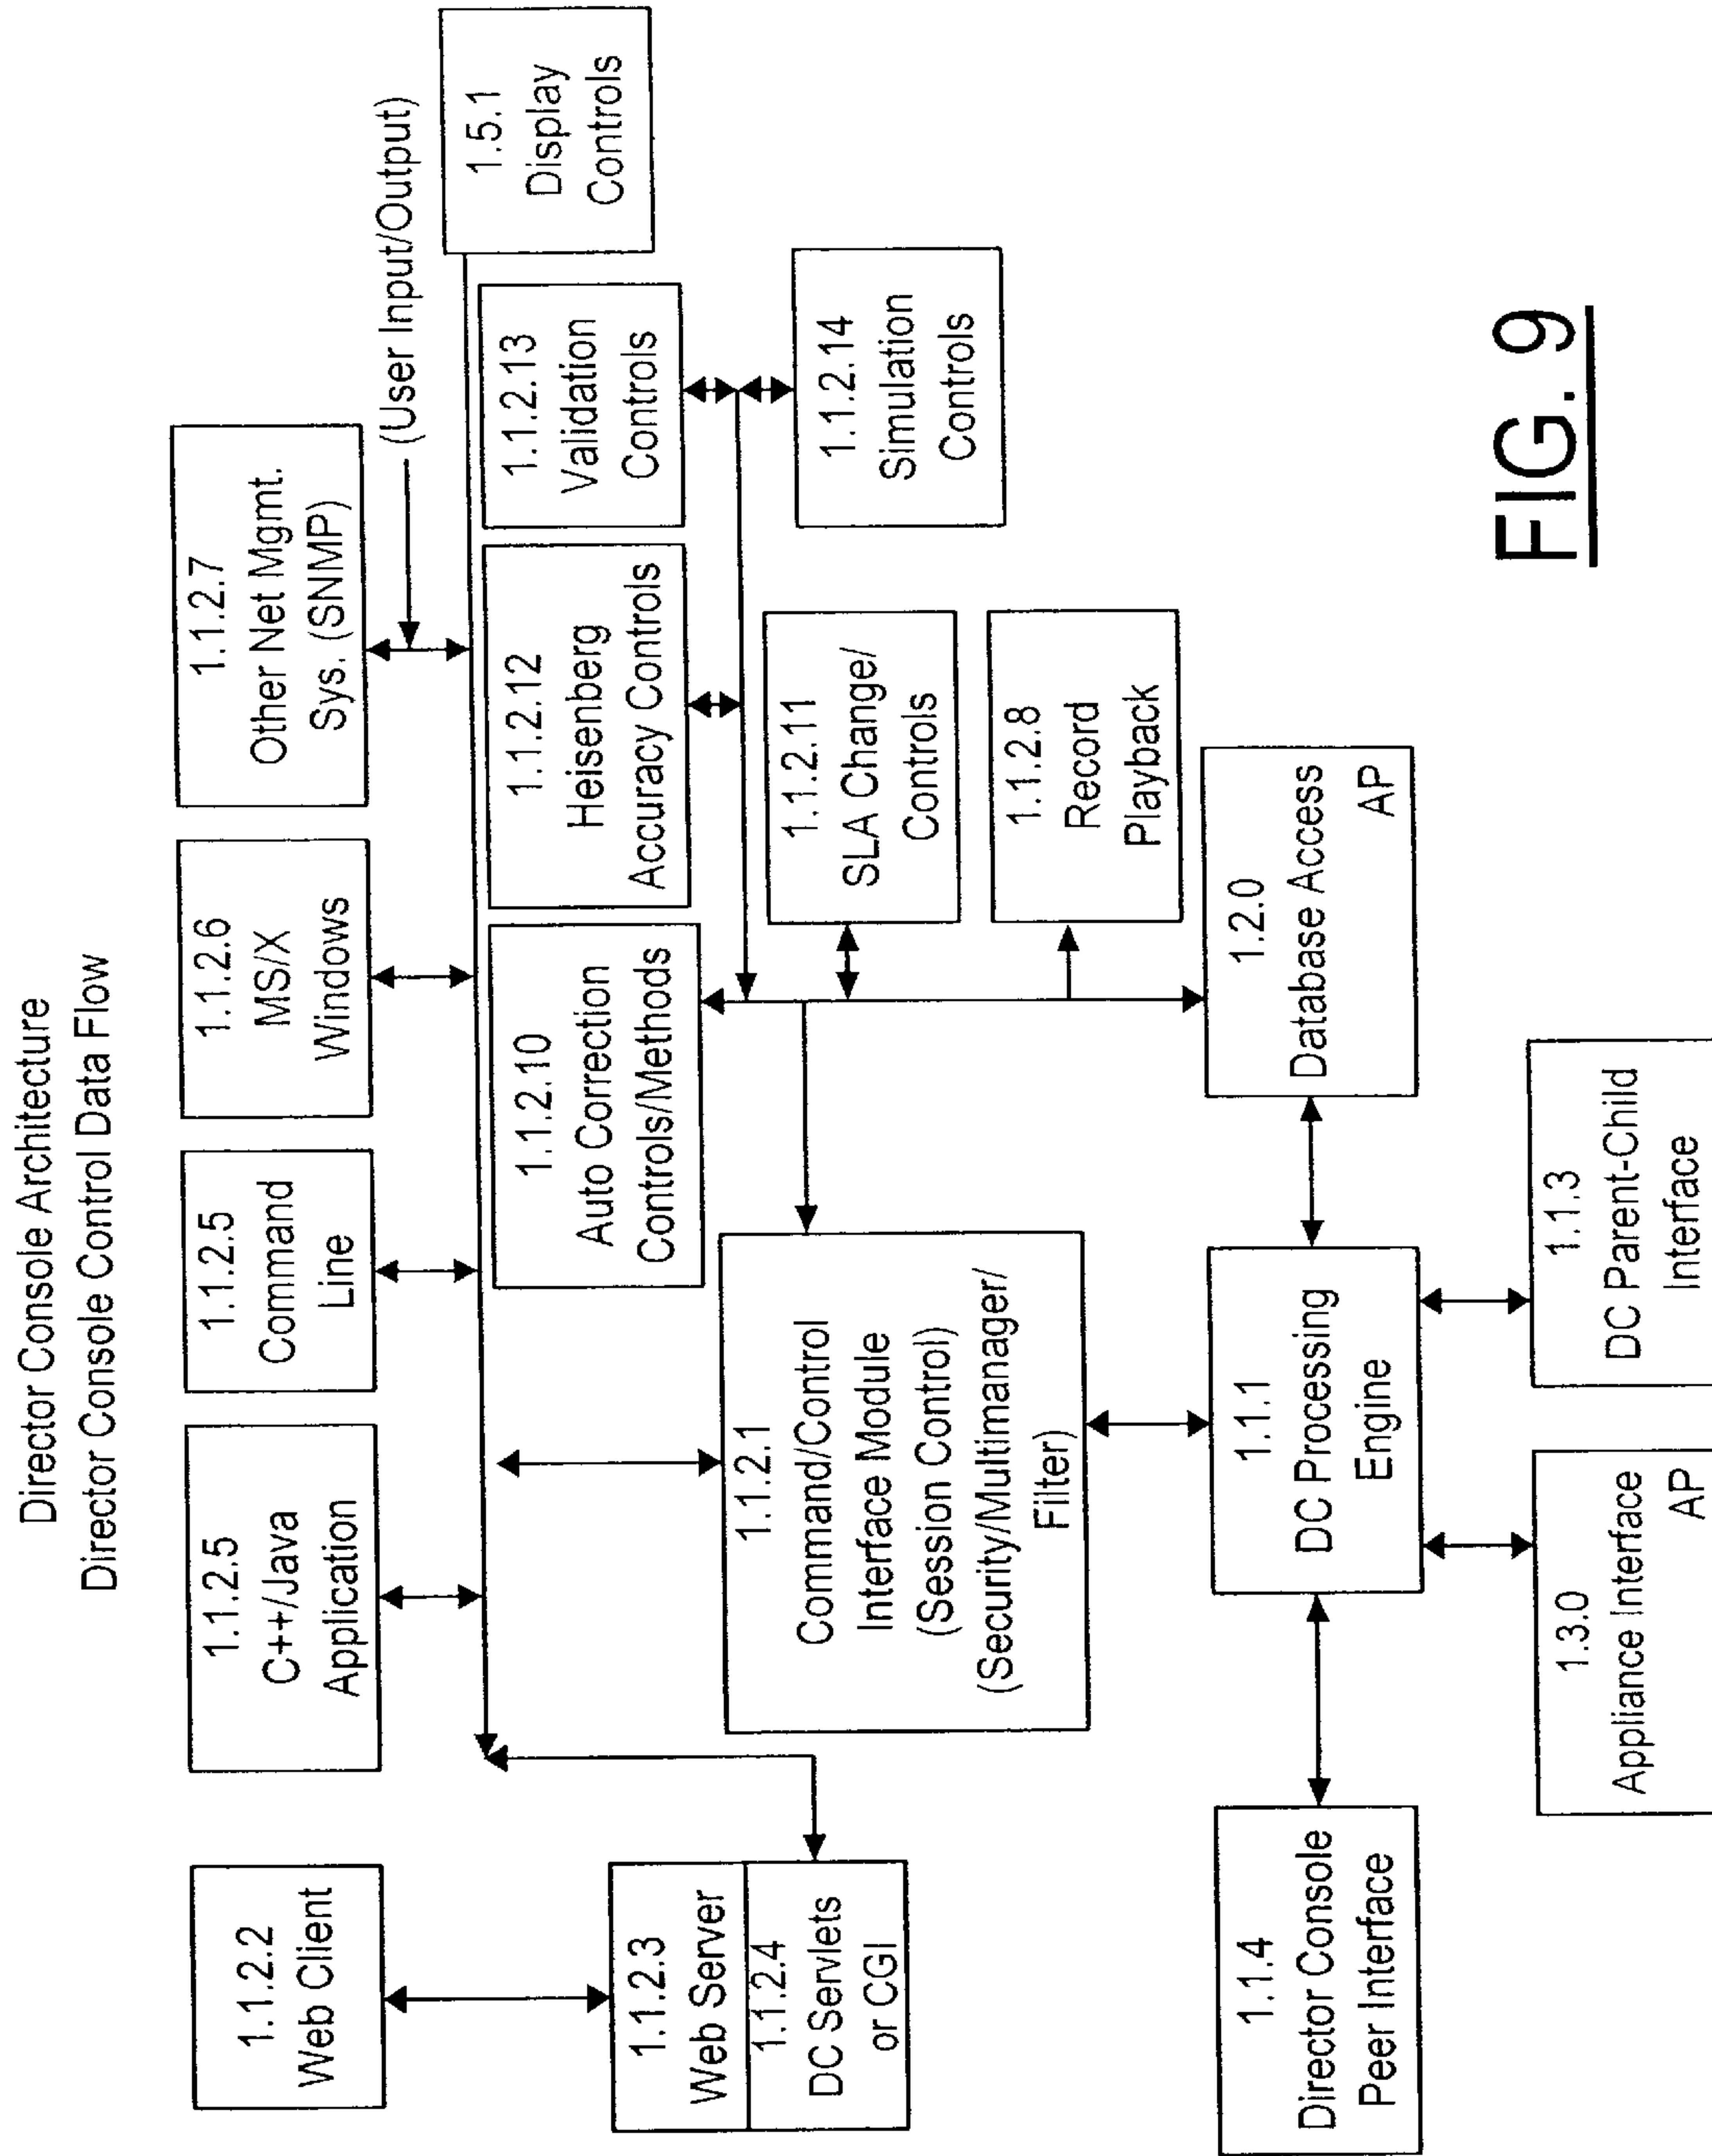 Director Console Architecture
Director Console Control Data Flow
1.1.2.2
Web Client
1.1.2.5
C++/Java
Application
1.1.2.5
Command
Line
1.1.2.6
MS/X
Windows
1.1.2.7
Other Net Mgmt.
Sys. (SNMP)
(User Input/Output)
1.5.1
Display
Controls
1.1.2.3
Web Server
1.1.2.4
DC Servlets
or CGI
1.1.2.10
Auto Correction
Controls/Methods
1.1.2.12
Heisenberg
Accuracy Controls
1.1.2.13
Validation
Controls
1.1.2.1
Command/Control
Interface Module
(Session Control)
(Security/Multimanager/
Filter)
1.1.2.11
SLA Change/
Controls
1.1.2.14
Simulation
Controls
1.1.2.8
Record
Playback
1.1.4
Director Console
Peer Interface
1.1.1
DC Processing
Engine
1.2.0
Database Access
AP
1.3.0
Appliance Interface
AP
1.1.3
DC Parent-Child
Interface
FIG. 9